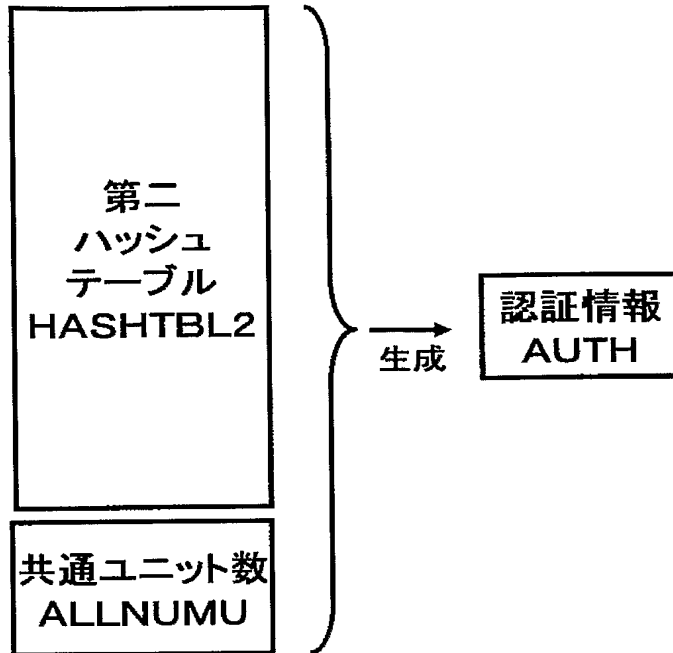 第二
ハッシュ
テーブル
HASHTBL2
共通ユニット数
ALLNUMU
生成
認証情報
AUTH